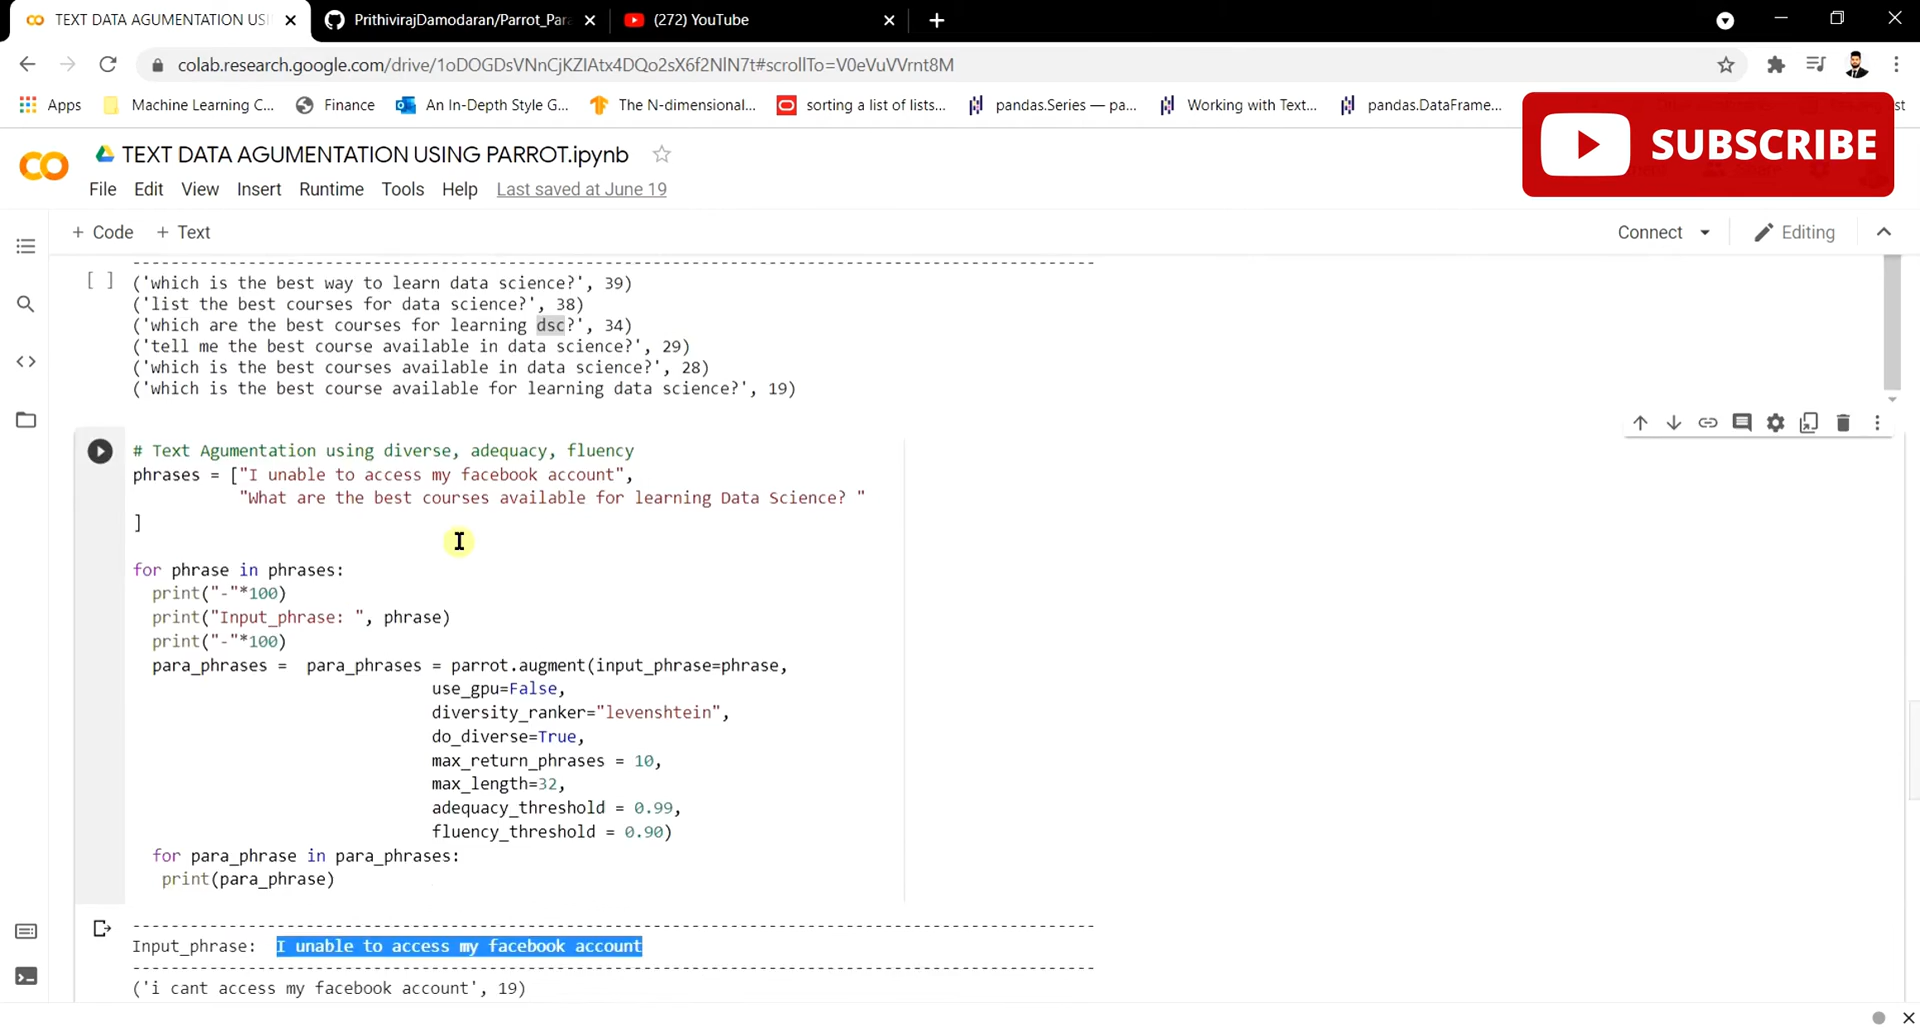 TEXT DATA AGUMENTATION USI
PrithivirajDamodaran/Parrot_Par
(272) YouTube
colab.research.google.com/drive/1oDOGDsVNnCjKZIAtx4DQo2sX6f2NlN7t#scrollTo=V0eVuVVrnt8M
Apps
Machine Learning C...
Finance
An In-Depth Style G...
The N-dimensional...
sorting a list of lists...
pandas.Series — pa...
Working with Text...
pandas.DataFrame...
SUBSCRIBE
TEXT DATA AGUMENTATION USING PARROT.ipynb
File Edit View Insert Runtime Tools Help Last saved at June 19
+ Code + Text
Connect
Editing
[ ]
('which is the best way to learn data science?', 39)
('list the best courses for data science?', 38)
('which are the best courses for learning dsc?', 34)
('tell me the best course available in data science?', 29)
('which is the best courses available in data science?', 28)
('which is the best course available for learning data science?', 19)
# Text Agumentation using diverse, adequacy, fluency
phrases = ["I unable to access my facebook account",
"What are the best courses available for learning Data Science? "
]
for phrase in phrases:
print("-"*100)
print("Input_phrase: ", phrase)
print("-"*100)
para_phrases = para_phrases = parrot.augment(input_phrase=phrase,
use_gpu=False,
diversity_ranker="levenshtein",
do_diverse=True,
max_return_phrases = 10,
max_length=32,
adequacy_threshold = 0.99,
fluency_threshold = 0.90)
for para_phrase in para_phrases:
print(para_phrase)
Input_phrase: I unable to access my facebook account
('i cant access my facebook account', 19)